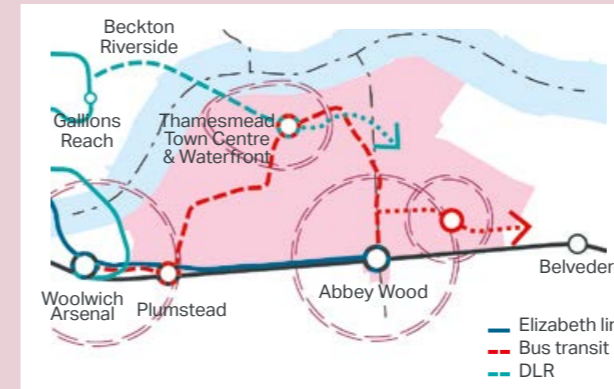 Beckton
Riverside
Gallions
Reach
Thamesmead
Town Centre
& Waterfront
Woolwich
Arsenal
Plumstead
Abbey Wood
Belveder
Elizabeth lin
Bus transit
DLR